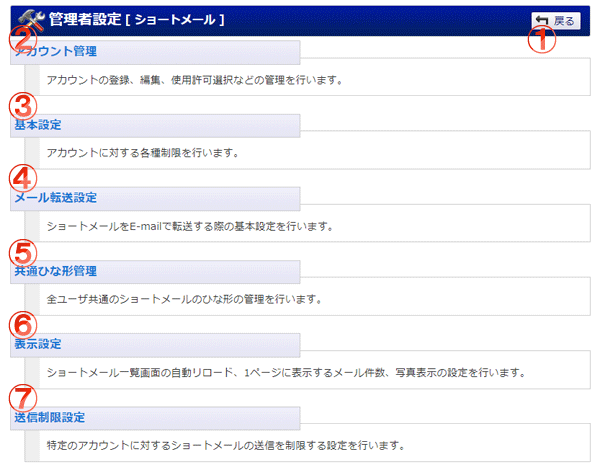 管理者設定 [ ショートメール ]
戻る
①
②
アカウント管理
アカウントの登録、編集、使用許可選択などの管理を行います。
③
基本設定
アカウントに対する各種制限を行います。
④
メール転送設定
ショートメールをE-mailで転送する際の基本設定を行います。
⑤
共通ひな形管理
全ユーザ共通のショートメールのひな形の管理を行います。
⑥
表示設定
ショートメール一覧画面の自動リロード、1ページに表示するメール件数、写真表示の設定を行います。
⑦
送信制限設定
特定のアカウントに対するショートメールの送信を制限する設定を行います。